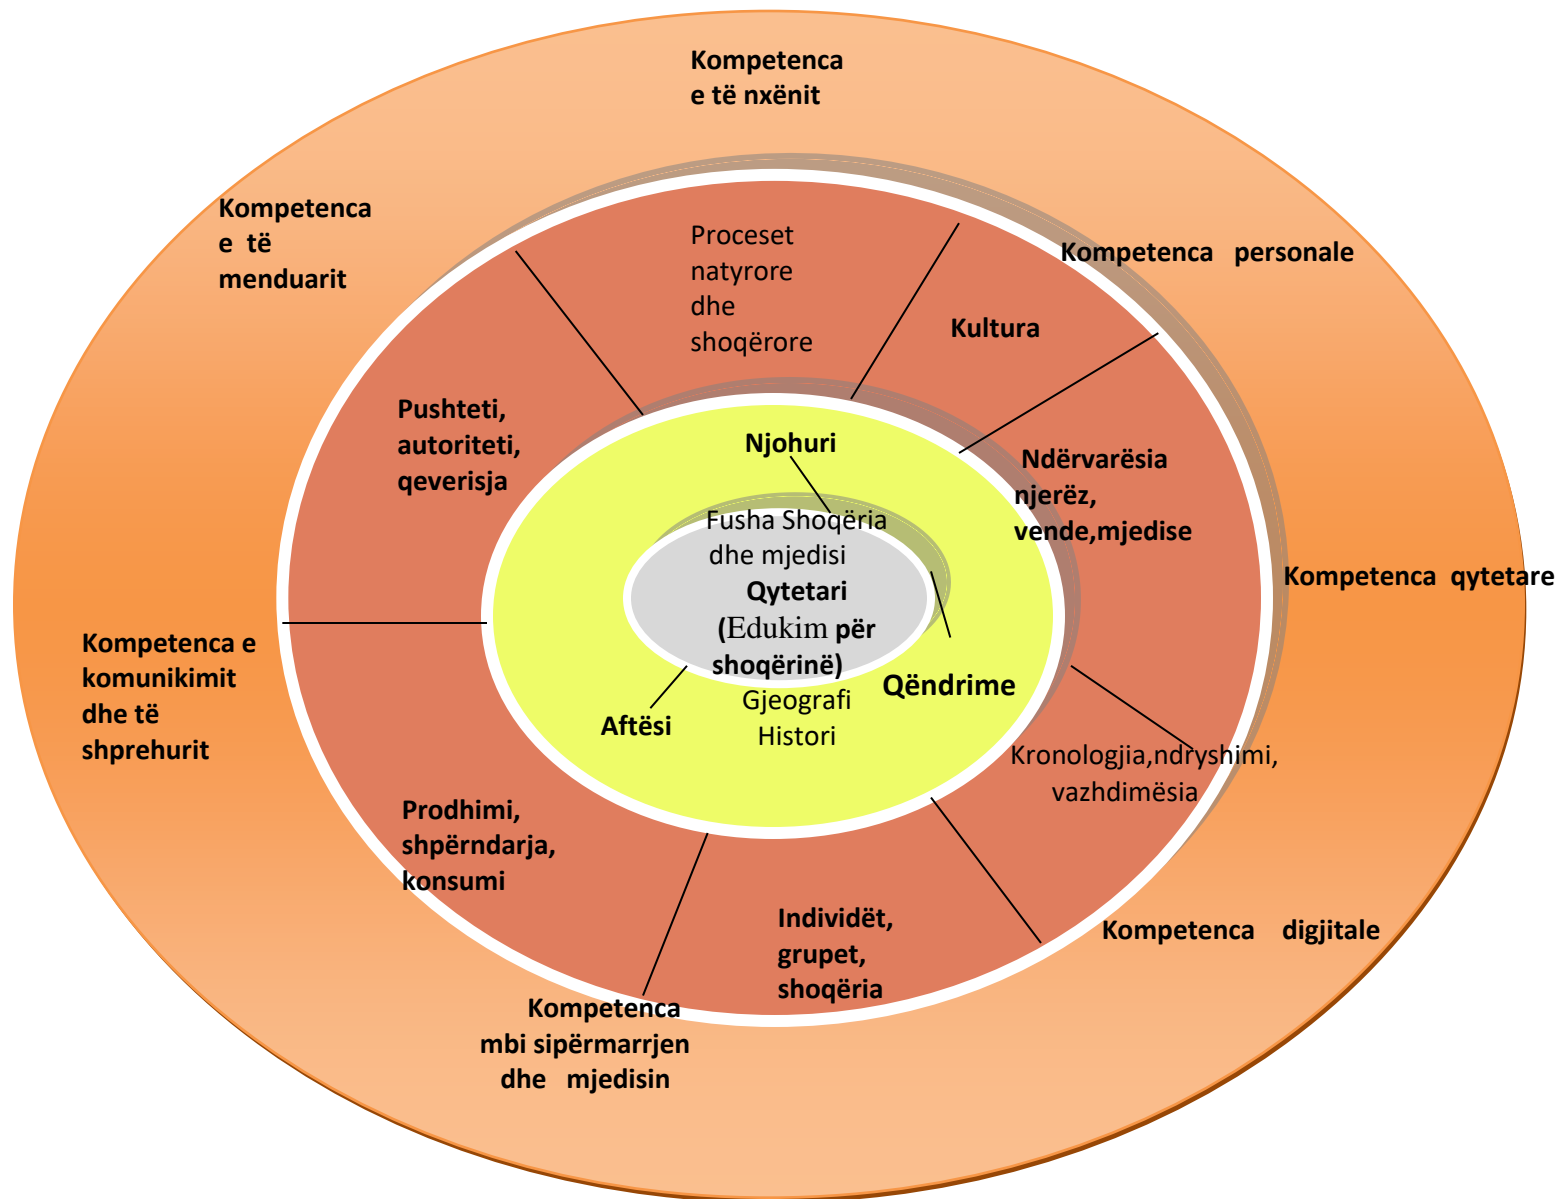 Kompetenca
e të nxënit
Kompetenca
e të
menduarit
Proceset
natyrore
dhe
shoqërore
Kompetenca personale
Kultura
Pushteti,
autoriteti,
qeverisja
Njohuri
Ndërvarësia
njerëz,
vende,mjedise
Fusha Shoqëria
dhe mjedisi
Qytetari
(Edukim për
shoqërinë)
Gjeografi
Histori
Kompetenca qytetare
Kompetenca e
komunikimit
dhe të
shprehurit
Qëndrime
Aftësi
Kronologjia,ndryshimi,
vazhdimësia
Prodhimi,
shpërndarja,
konsumi
Individët,
grupet,
shoqëria
Kompetenca digjitale
Kompetenca
mbi sipërmarrjen
dhe mjedisin